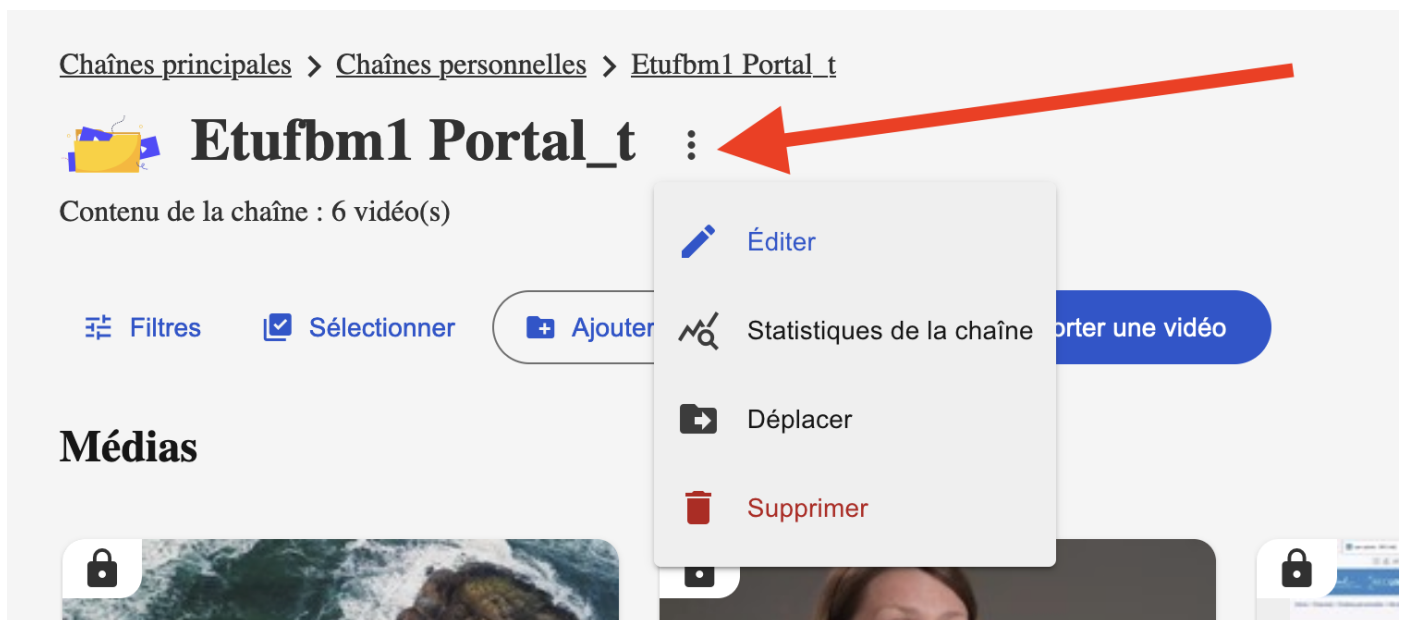 Chaînes principales > Chaînes personnelles > Etufbm1 Portal_t
Etufbm1 Portal_t
Contenu de la chaîne : 6 vidéo(s)
Éditer
Filtres
Sélectionner
Ajouter
Statistiques de la chaîne
orter une vidéo
Déplacer
Médias
Supprimer